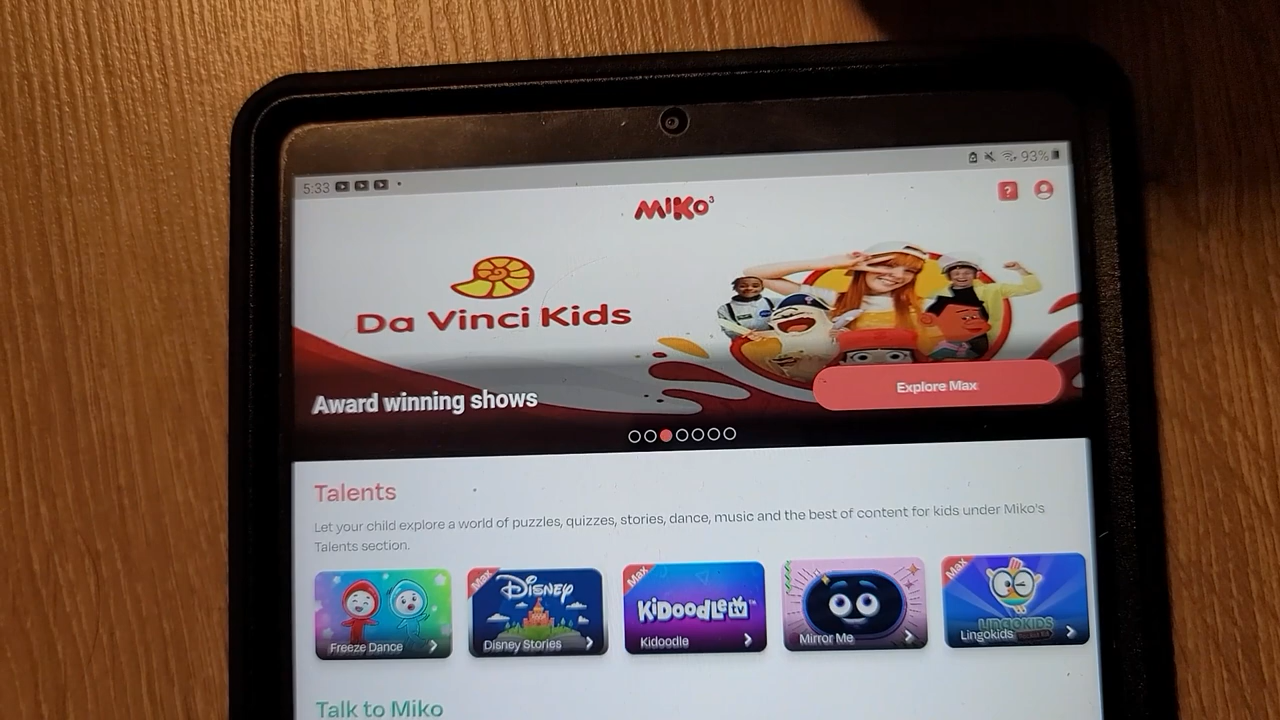 5:33
93%
MIKO3
?
Da Vinci Kids
Award winning shows
Explore Max
Talents
Let your child explore a world of puzzles, quizzes, stories, dance, music and the best of content for kids under Miko's
Talents section.
Freeze Dance
Max
Disney
Disney Stories
Max
KiDOODLE TV™
Kidoodle
Mirror Me
Max
LINGOKIDS
Lingokids
Talk to Miko